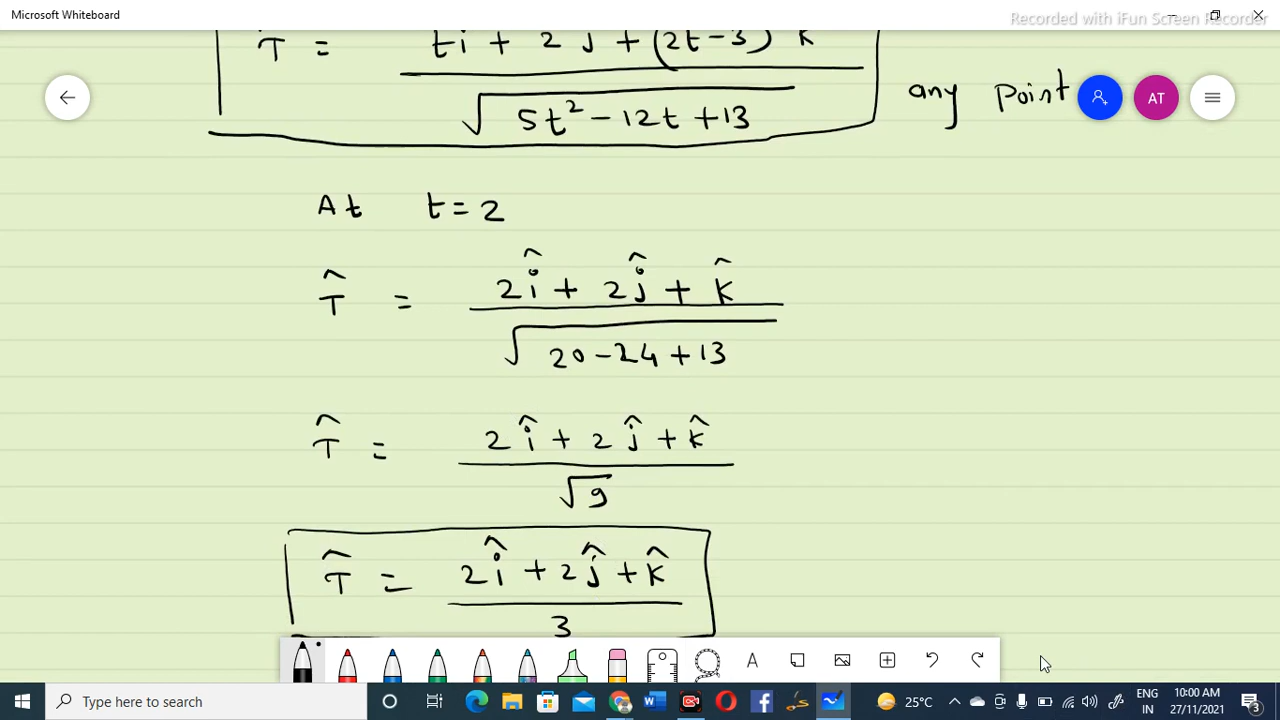 Microsoft Whiteboard
Recorded with iFun Screen Recorder
T̂ = ti + 2 j + (2t-3) k
√5t² - 12t + 13
any point
AT
At t = 2
T̂ = 2î + 2ĵ + k̂
√20 - 24 + 13
T̂ = 2î + 2ĵ + k̂
√9
T̂ = 2î + 2ĵ + k̂
3
A
Type here to search
25°C
ENG
IN
10:00 AM
27/11/2021
3